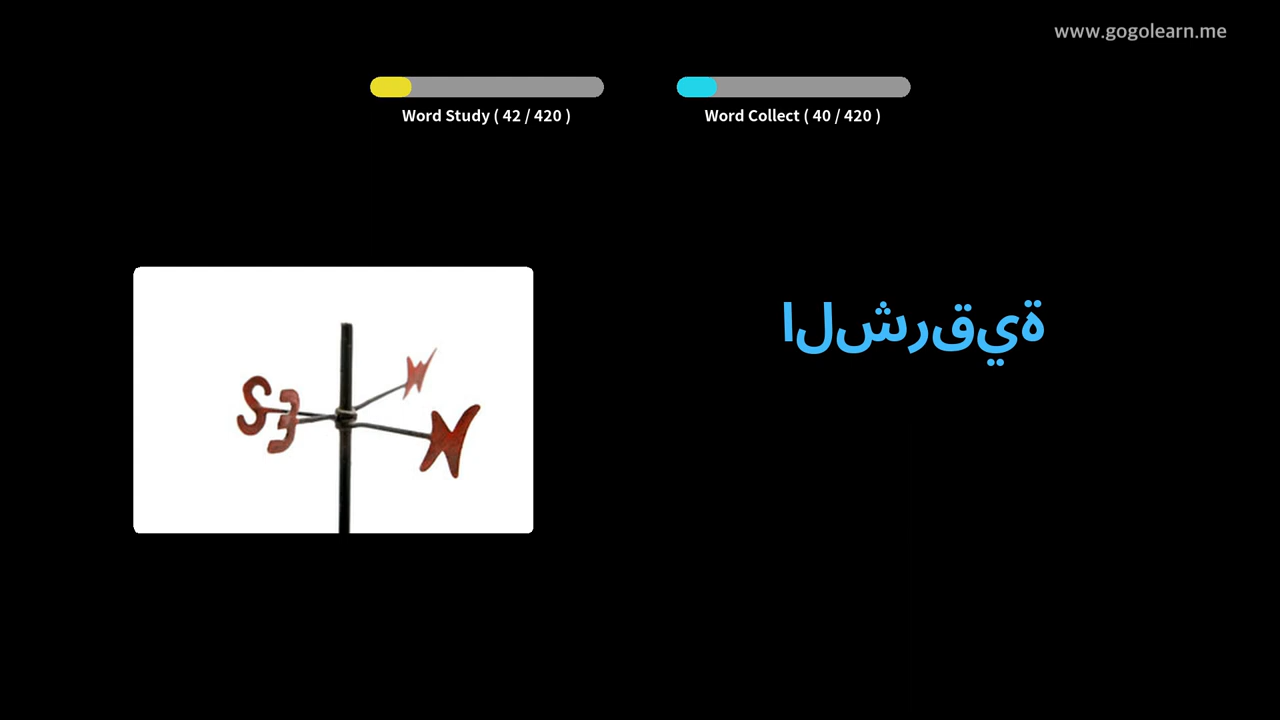 www.gogolearn.me
Word Study ( 42 / 420 )
Word Collect ( 40 / 420 )
S
E
N
N
الشرقية